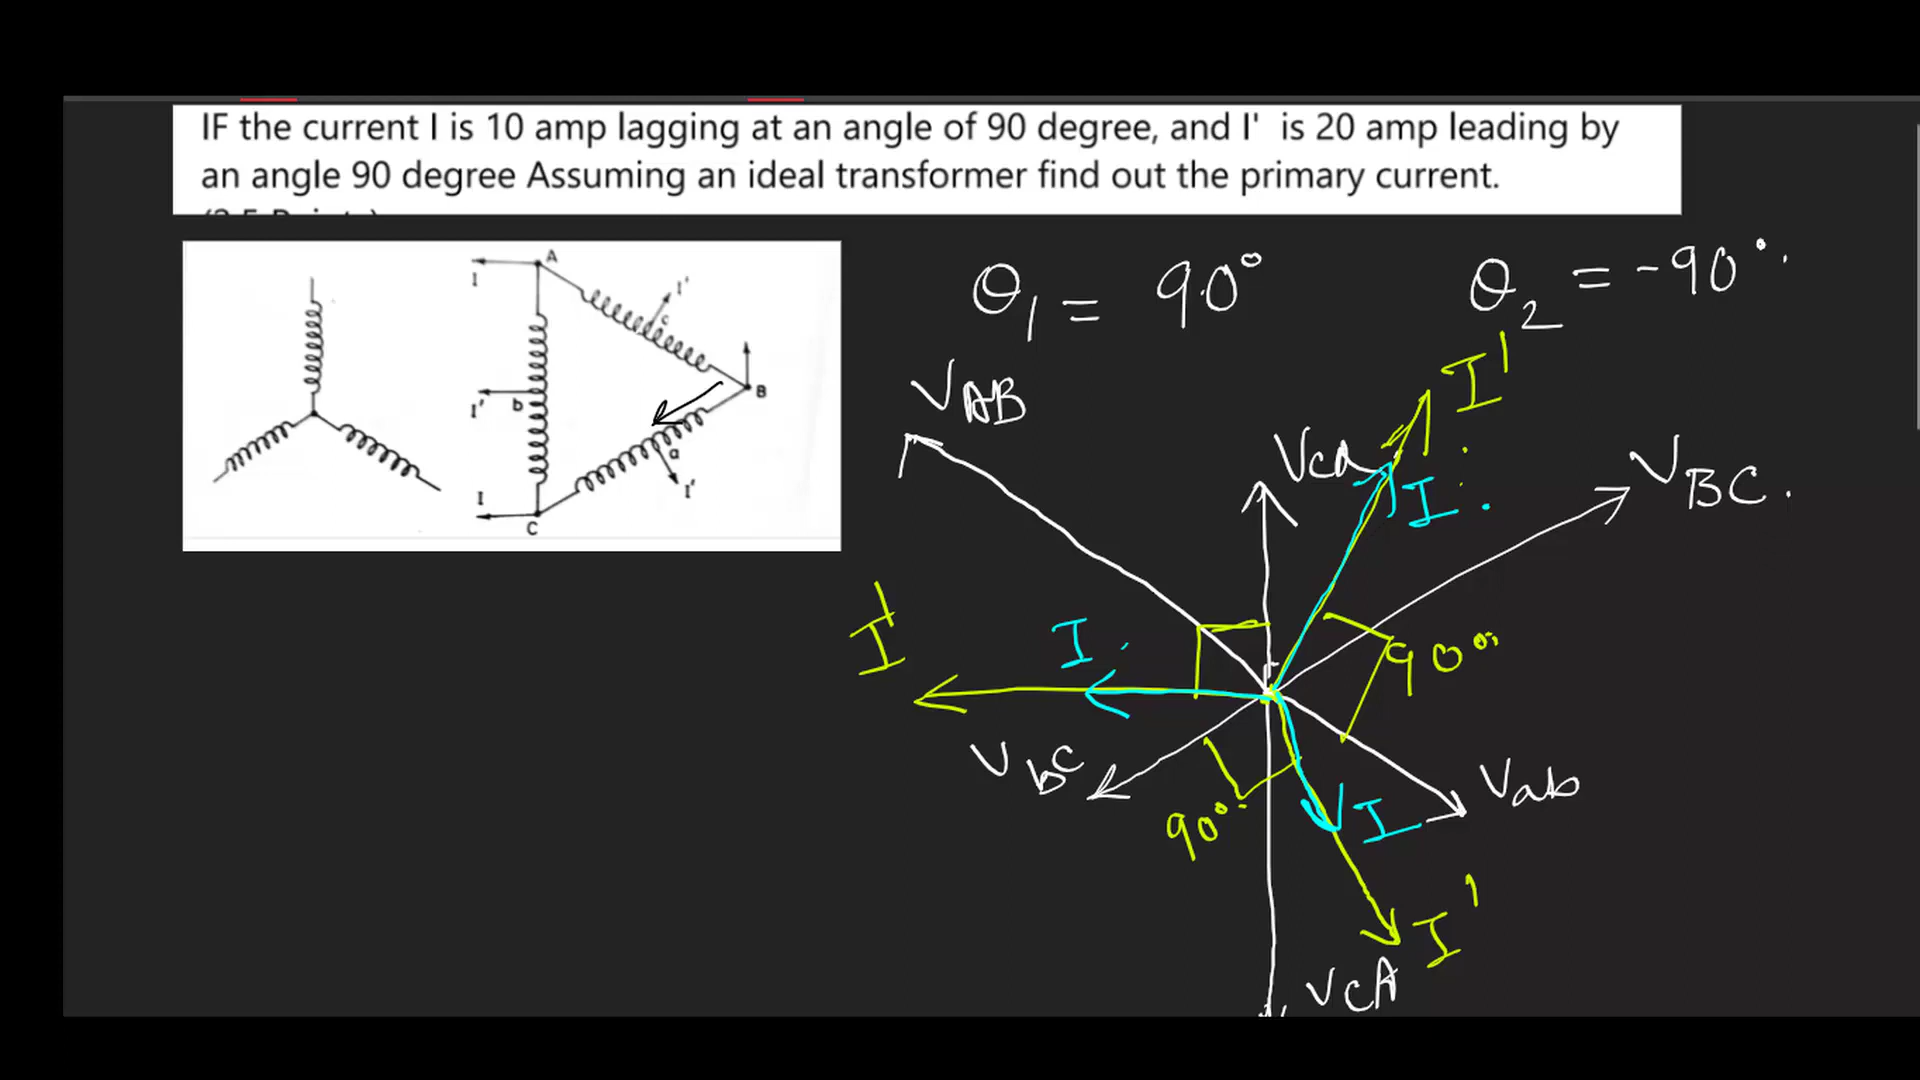 IF the current I is 10 amp lagging at an angle of 90 degree, and I' is 20 amp leading by
an angle 90 degree Assuming an ideal transformer find out the primary current.
A
I
I'
c
B
I'
b
a
I'
I
C
θ1 = 90°
θ2 = -90°.
VAB
Vca
I'
I
VBC.
I'
I
90°
Vbc
Vab
90°
I
I'
VCA